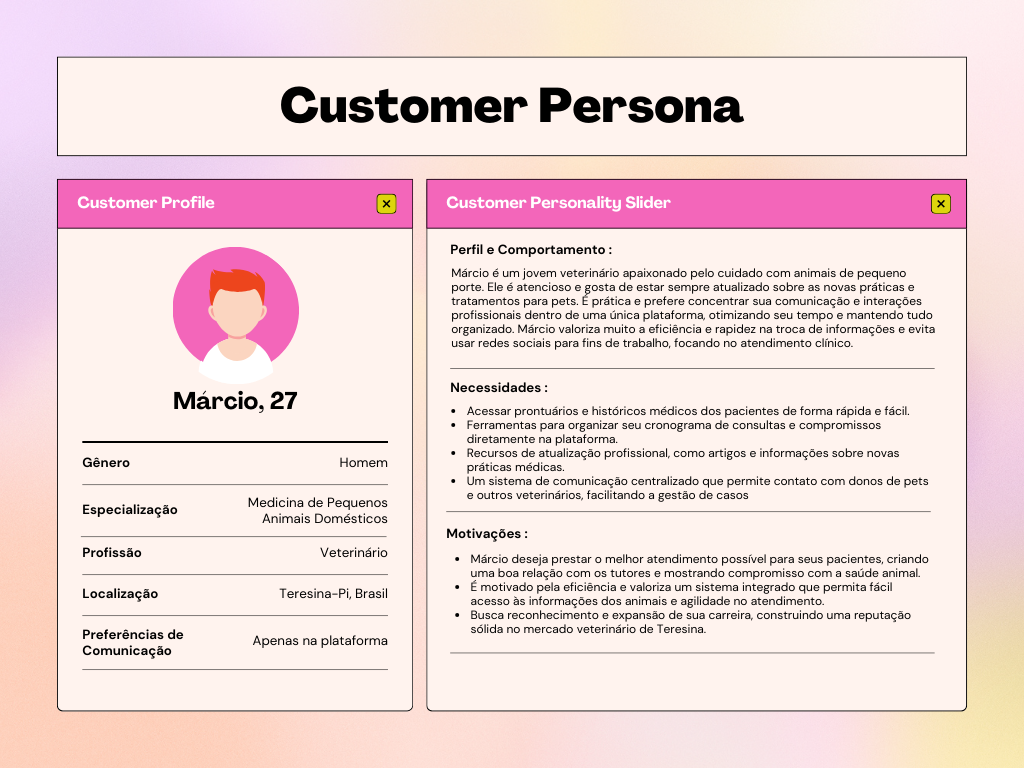 Customer Persona
Customer Profile
Márcio, 27
Gênero Homem
Especialização Medicina de Pequenos
Animais Domésticos
Profissão Veterinário
Localização Teresina-Pi, Brasil
Preferências de
Comunicação Apenas na plataforma
Customer Personality Slider
Perfil e Comportamento :
Márcio é um jovem veterinário apaixonado pelo cuidado com animais de pequeno
porte. Ele é atencioso e gosta de estar sempre atualizado sobre as novas práticas e
tratamentos para pets. É prática e prefere concentrar sua comunicação e interações
profissionais dentro de uma única plataforma, otimizando seu tempo e mantendo tudo
organizado. Márcio valoriza muito a eficiência e rapidez na troca de informações e evita
usar redes sociais para fins de trabalho, focando no atendimento clínico.
Necessidades :
• Acessar prontuários e históricos médicos dos pacientes de forma rápida e fácil.
• Ferramentas para organizar seu cronograma de consultas e compromissos
diretamente na plataforma.
• Recursos de atualização profissional, como artigos e informações sobre novas
práticas médicas.
• Um sistema de comunicação centralizado que permite contato com donos de pets
e outros veterinários, facilitando a gestão de casos
Motivações :
• Márcio deseja prestar o melhor atendimento possível para seus pacientes, criando
uma boa relação com os tutores e mostrando compromisso com a saúde animal.
• É motivado pela eficiência e valoriza um sistema integrado que permita fácil
acesso às informações dos animais e agilidade no atendimento.
• Busca reconhecimento e expansão de sua carreira, construindo uma reputação
sólida no mercado veterinário de Teresina.